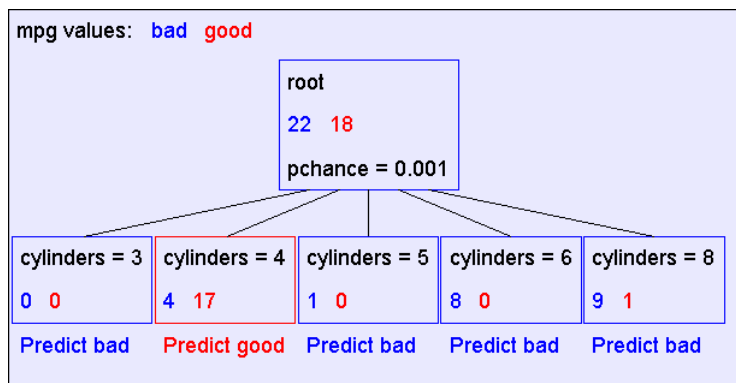 mpg values: bad good
root
22 18
pchance = 0.001
cylinders = 3
0 0
Predict bad
cylinders = 4
4 17
Predict good
cylinders = 5
1 0
Predict bad
cylinders = 6
8 0
Predict bad
cylinders = 8
9 1
Predict bad